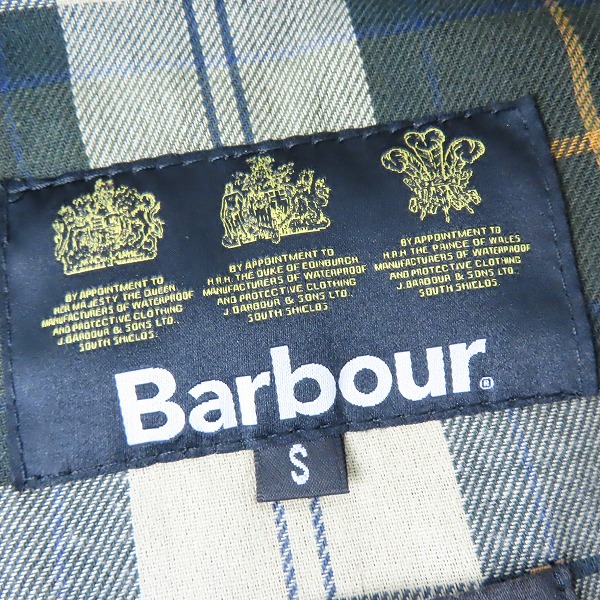 BY APPOINTMENT TO
HER MAJESTY THE QUEEN
MANUFACTURERS OF WATERPROOF
AND PROTECTIVE CLOTHING
J. BARBOUR & SONS LTD.,
SOUTH SHIELDS.
BY APPOINTMENT TO
H.R.H. THE DUKE OF EDINBURGH
MANUFACTURERS OF WATERPROOF
AND PROTECTIVE CLOTHING
J. BARBOUR & SONS LTD.,
SOUTH SHIELDS.
BY APPOINTMENT TO
H.R.H. THE PRINCE OF WALES
MANUFACTURERS OF WATERPROOF
AND PROTECTIVE CLOTHING
J. BARBOUR & SONS LTD.,
SOUTH SHIELDS.
Barbour®
S